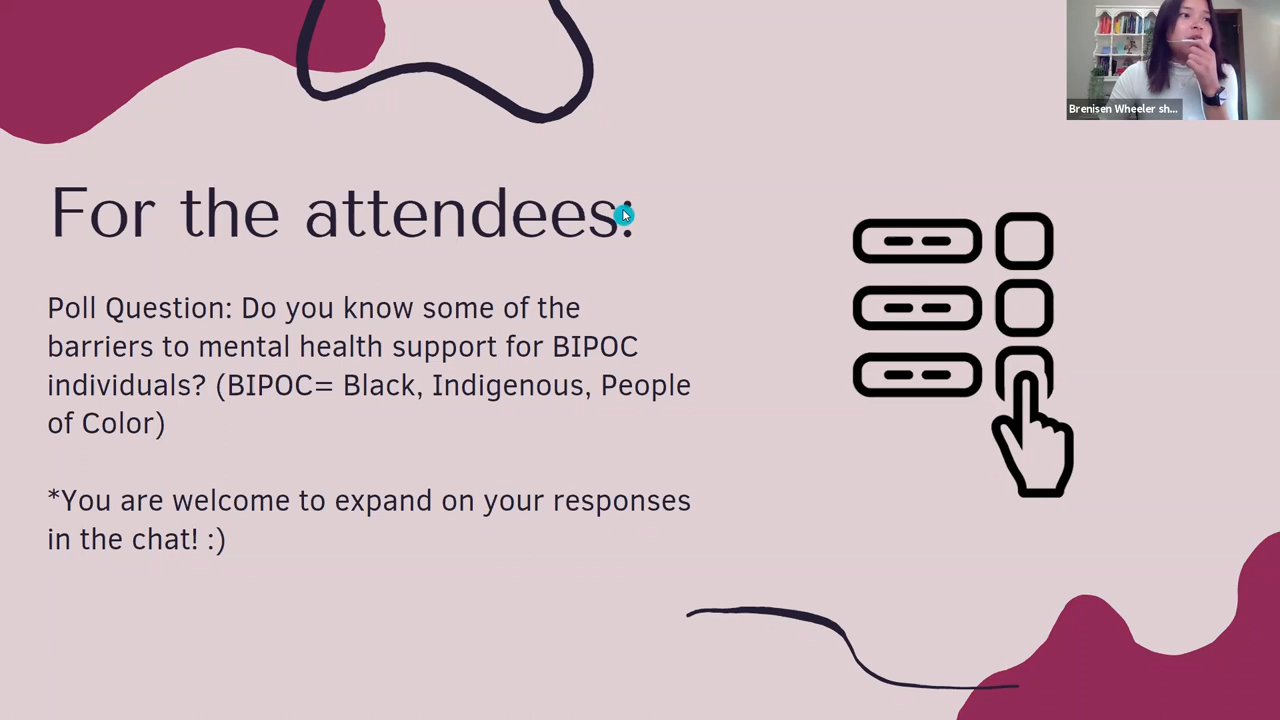 Brenisen Wheeler sh...
For the attendees:
Poll Question: Do you know some of the
barriers to mental health support for BIPOC
individuals? (BIPOC= Black, Indigenous, People
of Color)
*You are welcome to expand on your responses
in the chat! :)